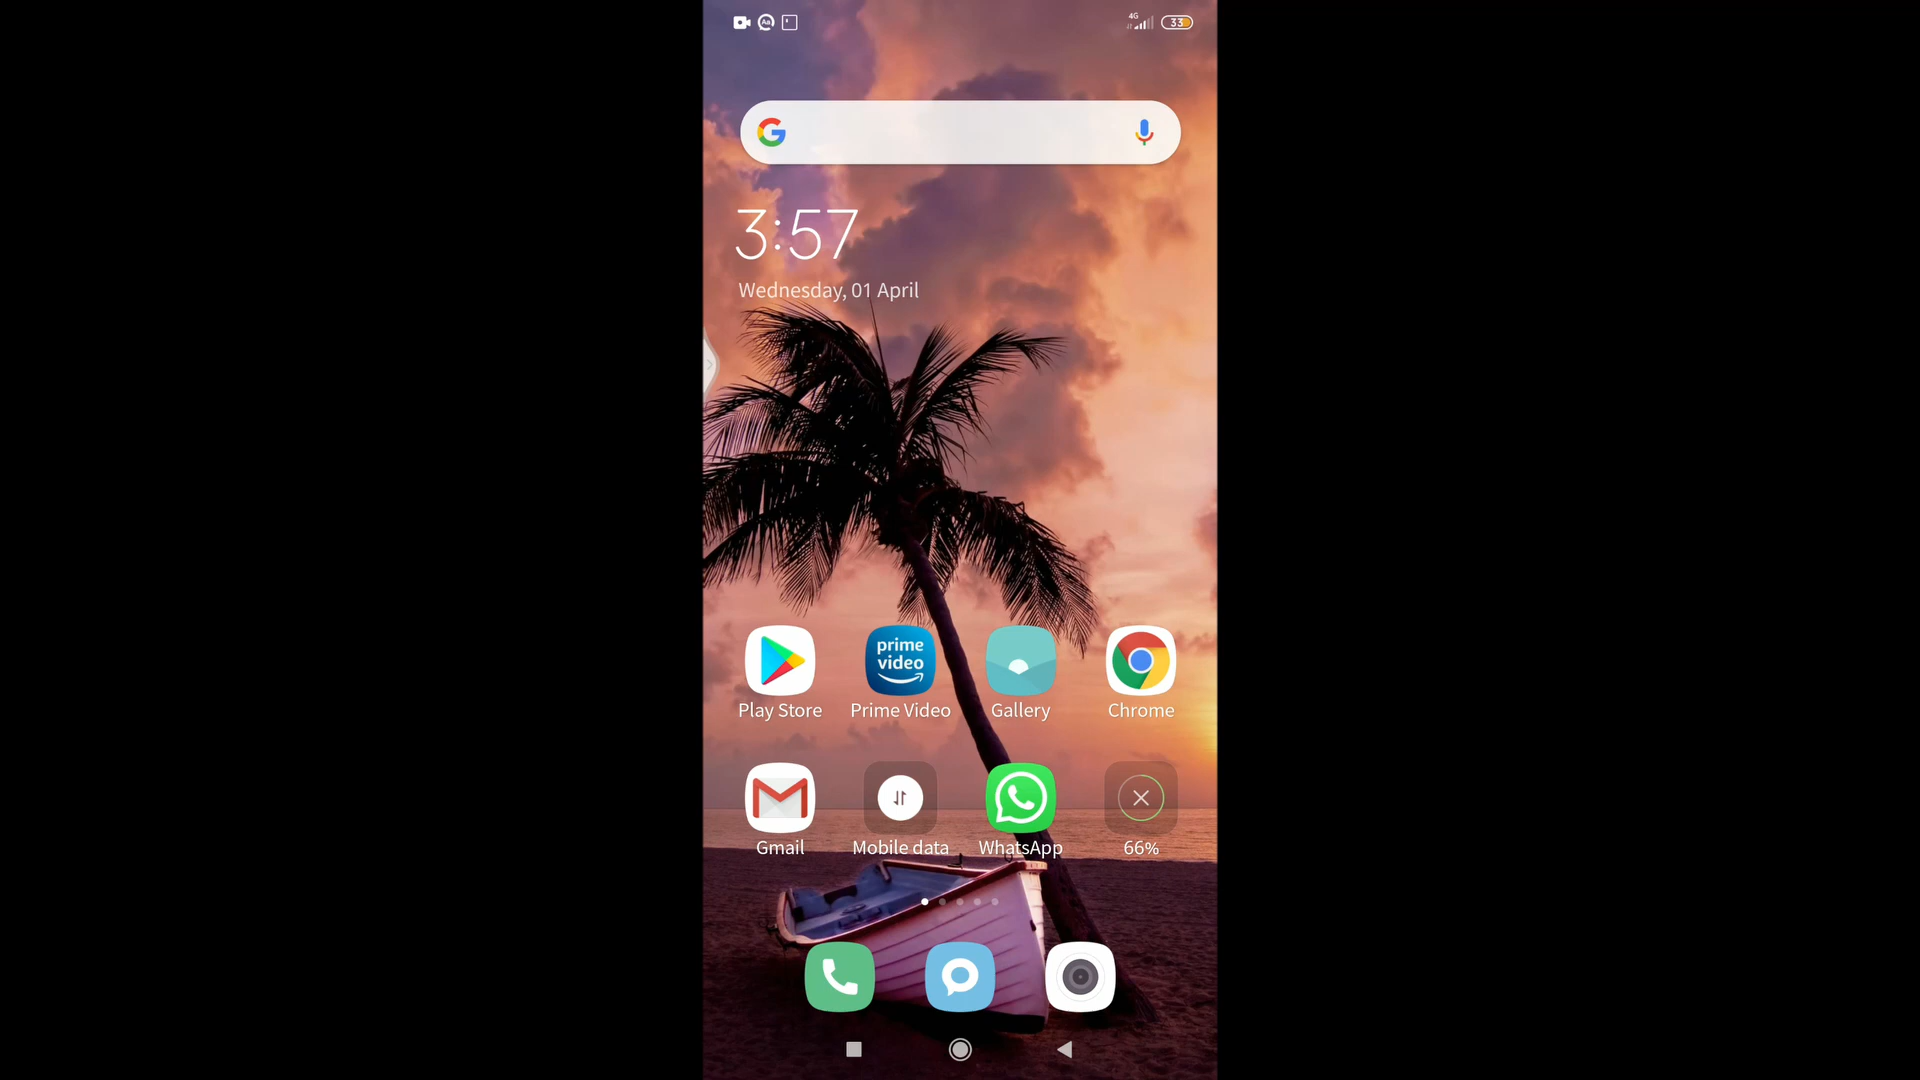 4G
33
3:57
Wednesday, 01 April
prime
video
Play Store
Prime Video
Gallery
Chrome
Gmail
Mobile data
WhatsApp
66%